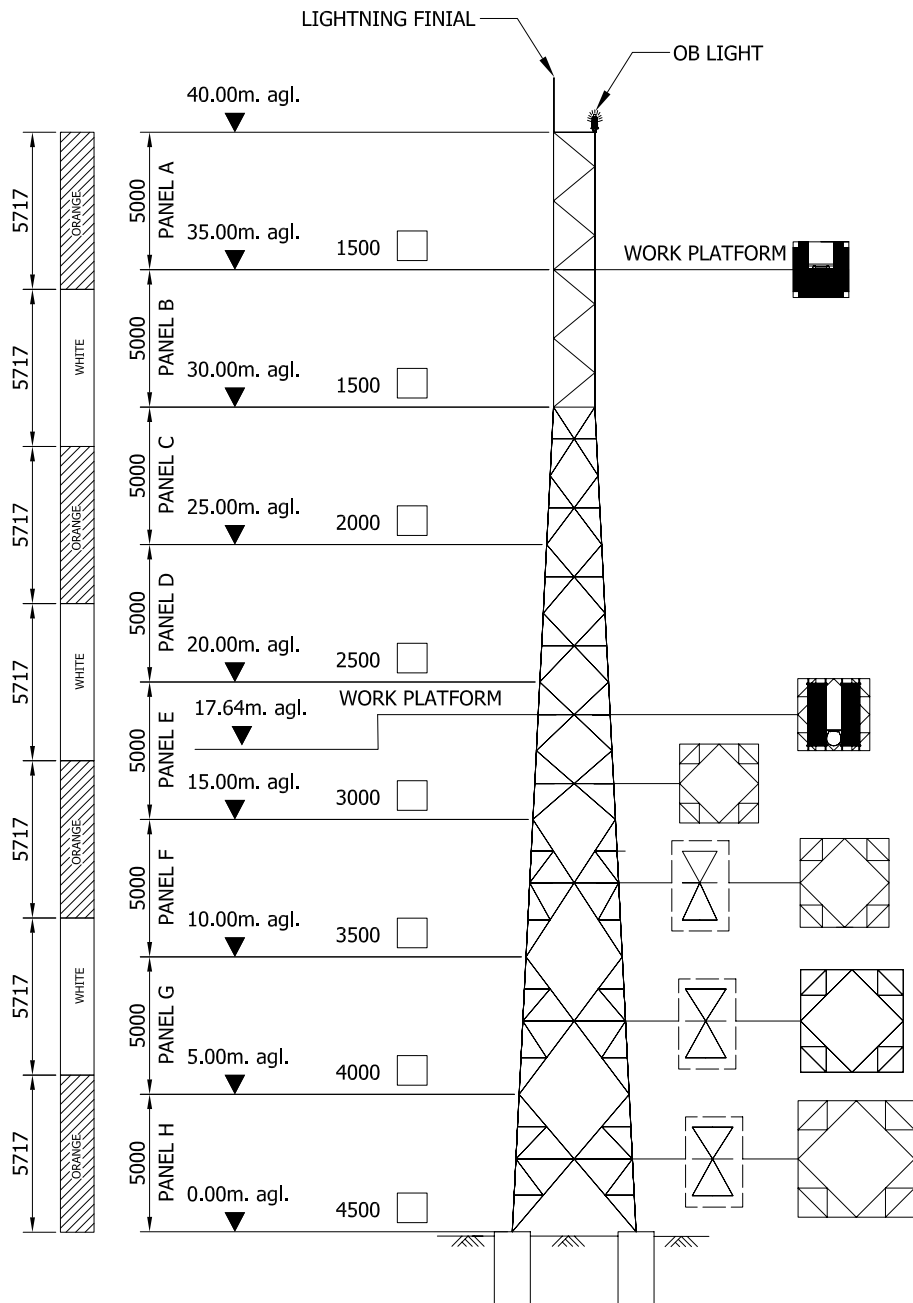 LIGHTNING FINIAL
OB LIGHT
40.00m. agl.
5717
ORANGE
5000
PANEL A
35.00m. agl.
1500
WORK PLATFORM
5717
WHITE
5000
PANEL B
30.00m. agl.
1500
5717
ORANGE
5000
PANEL C
25.00m. agl.
2000
5717
WHITE
5000
PANEL D
20.00m. agl.
2500
17.64m. agl.
WORK PLATFORM
5000
PANEL E
15.00m. agl.
3000
5717
ORANGE
5000
PANEL F
10.00m. agl.
3500
5717
WHITE
5000
PANEL G
5.00m. agl.
4000
5717
ORANGE
5000
PANEL H
0.00m. agl.
4500